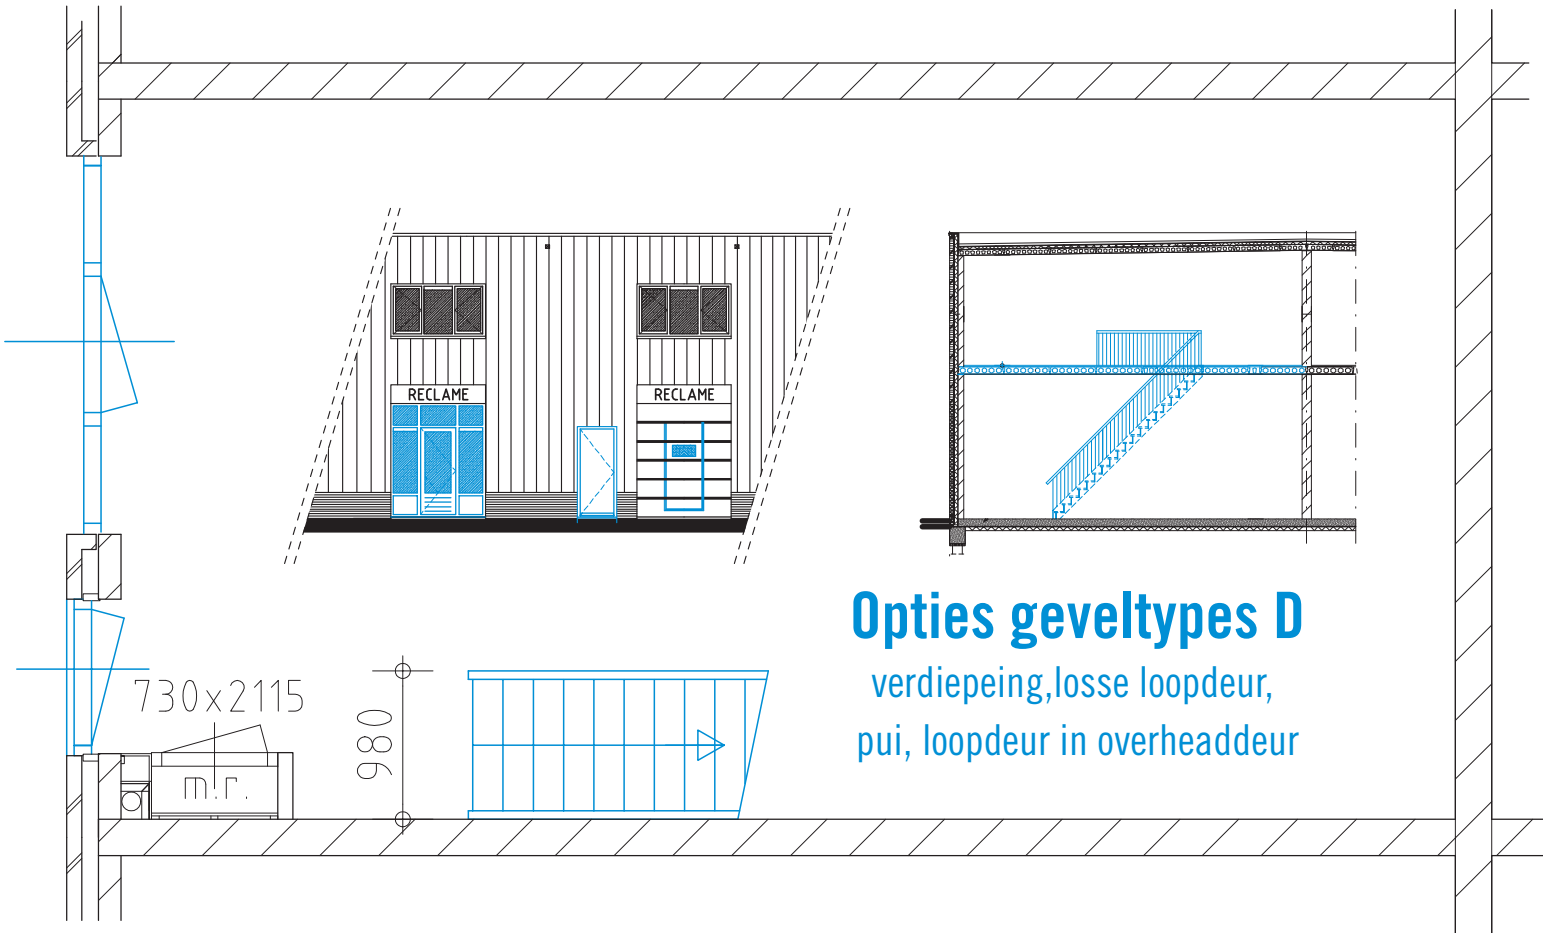 RECLAME
RECLAME
Opties geveltypes D
verdiepeing,losse loopdeur,
pui, loopdeur in overheaddeur
730x2115
980
m.r.